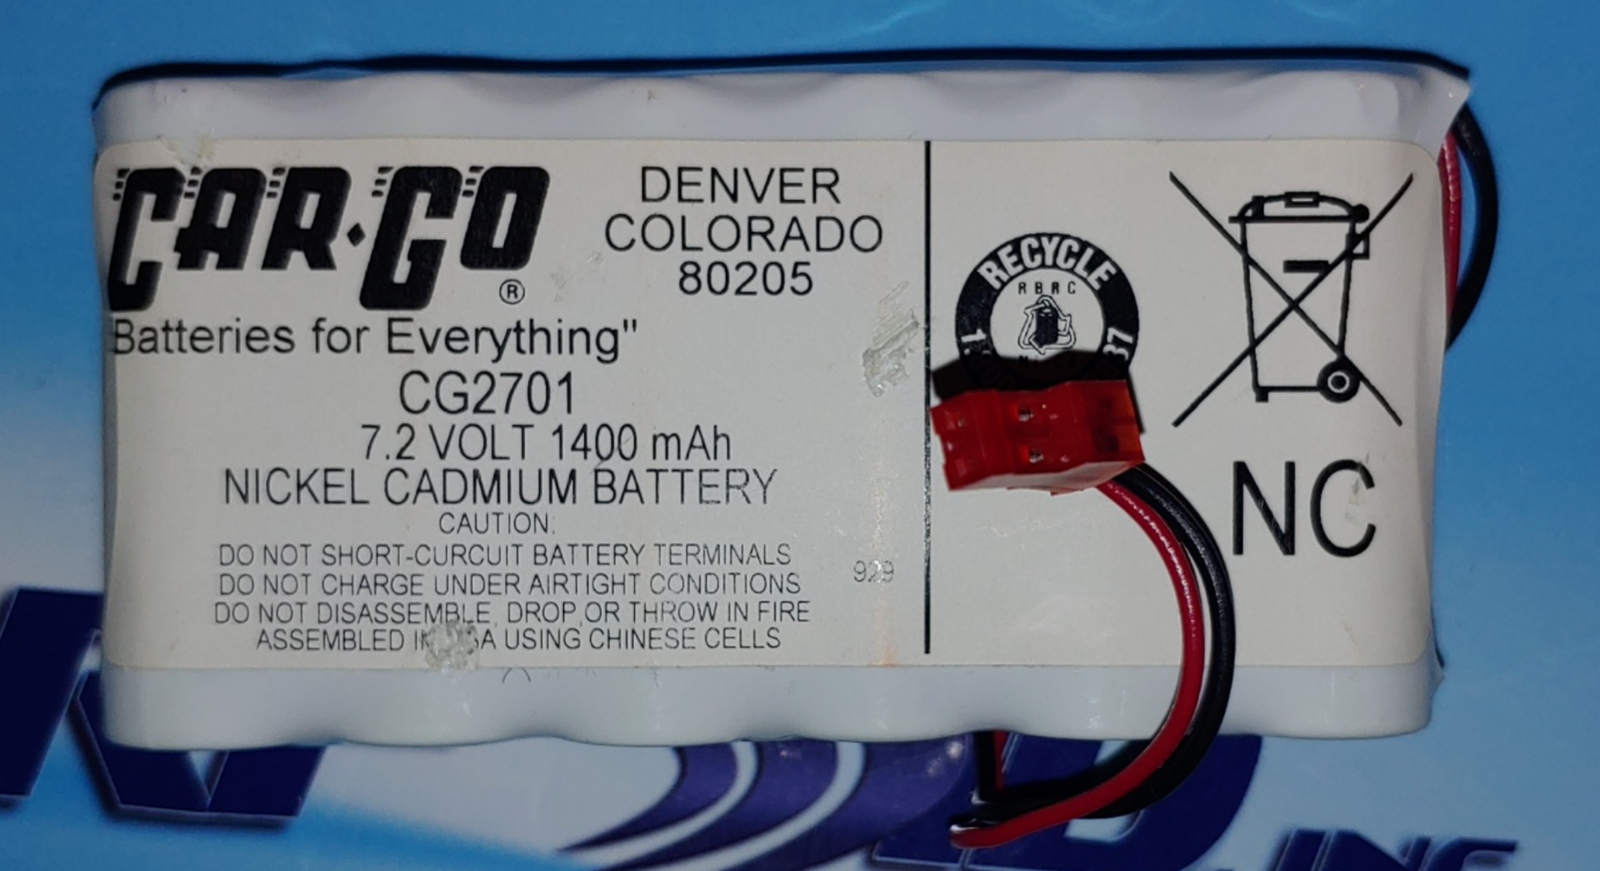 CAR·GO
®
Batteries for Everything"
CG2701
7.2 VOLT 1400 mAh
NICKEL CADMIUM BATTERY
CAUTION:
DO NOT SHORT-CURCUIT BATTERY TERMINALS
DO NOT CHARGE UNDER AIRTIGHT CONDITIONS
DO NOT DISASSEMBLE, DROP,OR THROW IN FIRE
ASSEMBLED USING CHINESE CELLS
DENVER
COLORADO
80205
929
RECYCLE
RBRC
NC
INC